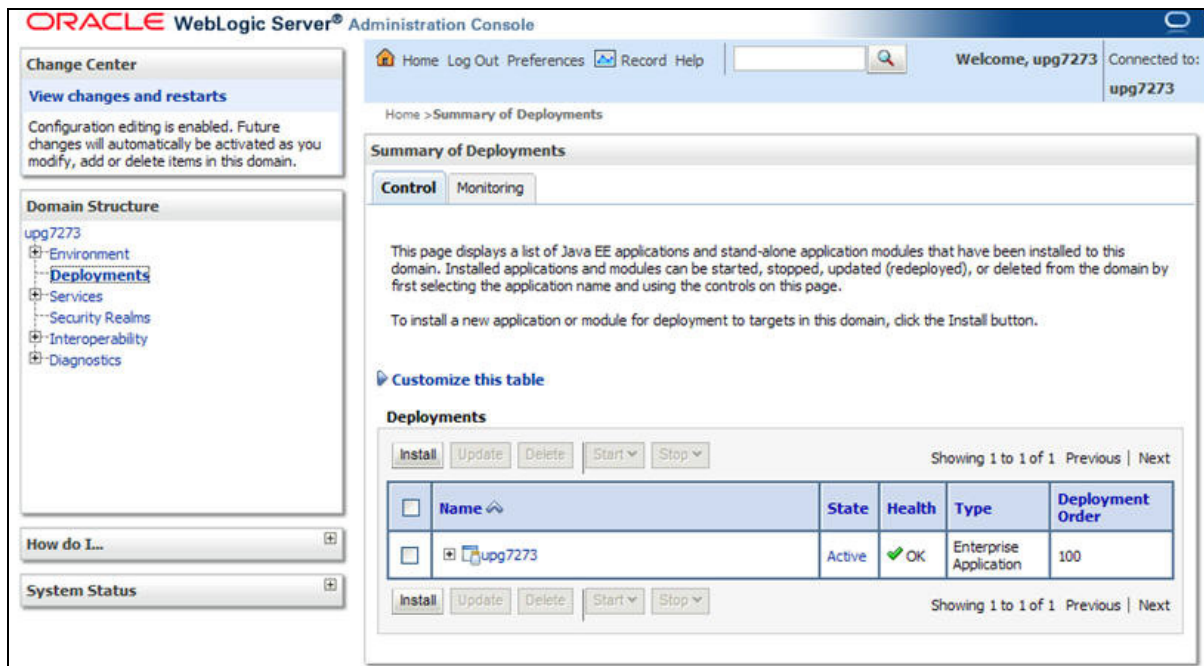 ORACLE WebLogic Server® Administration Console
Change Center
View changes and restarts
Configuration editing is enabled. Future
changes will automatically be activated as you
modify, add or delete items in this domain.
Domain Structure
upg7273
Environment
Deployments
Services
Security Realms
Interoperability
Diagnostics
How do I...
System Status
Home Log Out Preferences Record Help
Welcome, upg7273
Connected to:
upg7273
Home >Summary of Deployments
Summary of Deployments
Control Monitoring
This page displays a list of Java EE applications and stand-alone application modules that have been installed to this
domain. Installed applications and modules can be started, stopped, updated (redeployed), or deleted from the domain by
first selecting the application name and using the controls on this page.
To install a new application or module for deployment to targets in this domain, click the Install button.
Customize this table
Deployments
Install Update Delete Start Stop Showing 1 to 1 of 1 Previous | Next
Name State Health Type Deployment
Order
upg7273 Active OK Enterprise
Application 100
Install Update Delete Start Stop Showing 1 to 1 of 1 Previous | Next